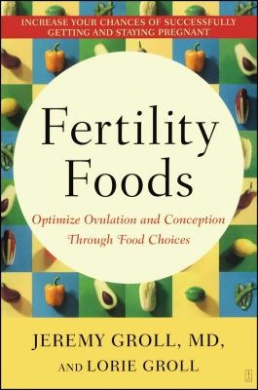 INCREASE YOUR CHANCES OF SUCCESSFULLY
GETTING AND STAYING PREGNANT
Fertility
Foods
Optimize Ovulation and Conception
Through Food Choices
JEREMY GROLL, MD,
AND LORIE GROLL